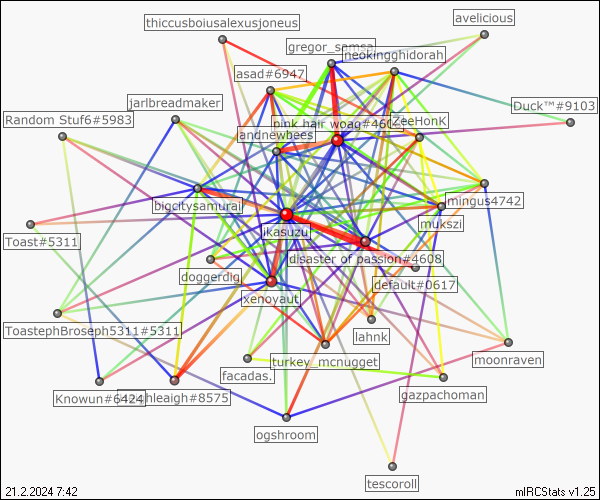 avelicious
thiccusboiusalexusjoneus
gregor_samsa
neokingghidorah
asad#6947
jarlbreadmaker
Duck™#9103
Random Stuf6#5983
pink hair woag#460
ZeeHonK
andnewbees
bigcitysamurai
mingus4742
mukszi
Toast#5311
ikasuzu
disaster of passion#4608
doggerdig
default#0617
xenoyaut
ToastephBroseph5311#5311
lahnk
turkey_mcnugget
moonraven
facadas.
Knowun#6424
hleigh#8575
gazpachoman
ogshroom
tescoroll
21.2.2024 7:42
mIRCStats v1.25